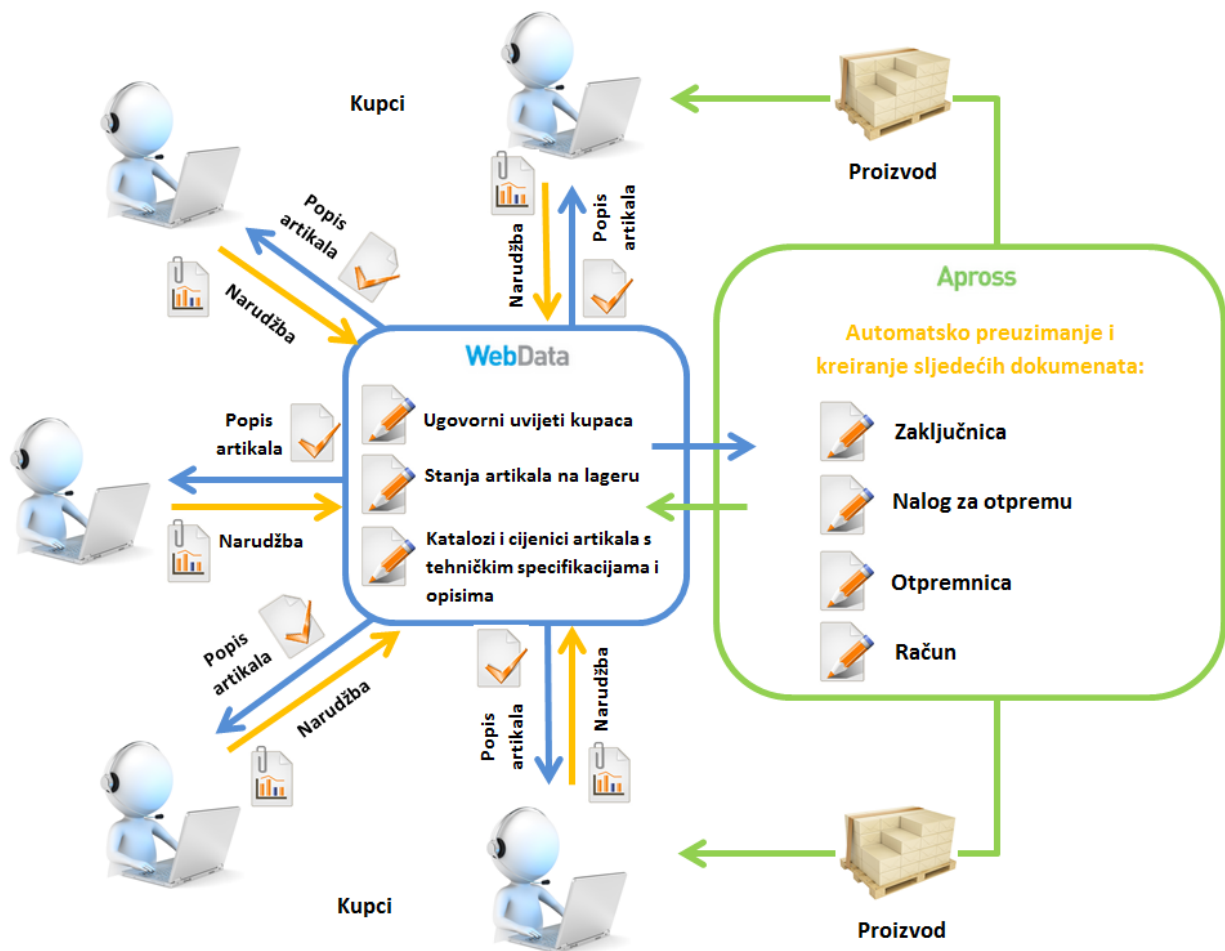 Kupci
Proizvod
Popis
artikala
Narudžba
Narudžba
Popis
artikala
WebData
Ugovorni uvijeti kupaca
Stanja artikala na lageru
Katalozi i cijenici artikala s
tehničkim specifikacijama i
opisima
Popis
artikala
Narudžba
Apross
Automatsko preuzimanje i
kreiranje sljedećih dokumenata:
Zaključnica
Nalog za otpremu
Otpremnica
Račun
Popis
artikala
Narudžba
Popis
artikala
Narudžba
Kupci
Proizvod